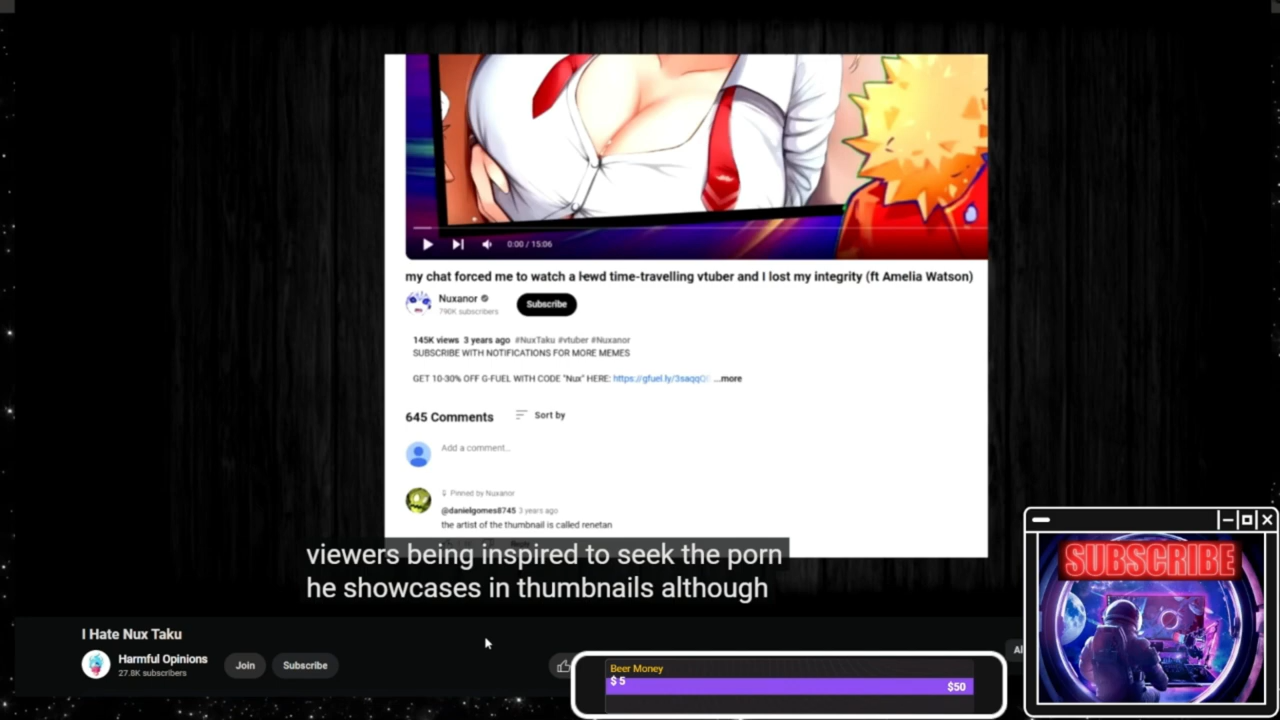 0:00 / 15:06
my chat forced me to watch a lewd time-travelling vtuber and I lost my integrity (ft Amelia Watson)
Nuxanor
790K subscribers
Subscribe
145K views 3 years ago #NuxTaku #vtuber #Nuxanor
SUBSCRIBE WITH NOTIFICATIONS FOR MORE MEMES
GET 10-30% OFF G-FUEL WITH CODE "Nux" HERE: ...more
645 Comments
Sort by
Add a comment...
Pinned by Nuxanor
@danielgomes8745 3 years ago
the artist of the thumbnail is called renetan
viewers being inspired to seek the porn
he showcases in thumbnails although
I Hate Nux Taku
Harmful Opinions
27.8K subscribers
Join
Subscribe
Al
Beer Money
$ 5
$50
SUBSCRIBE